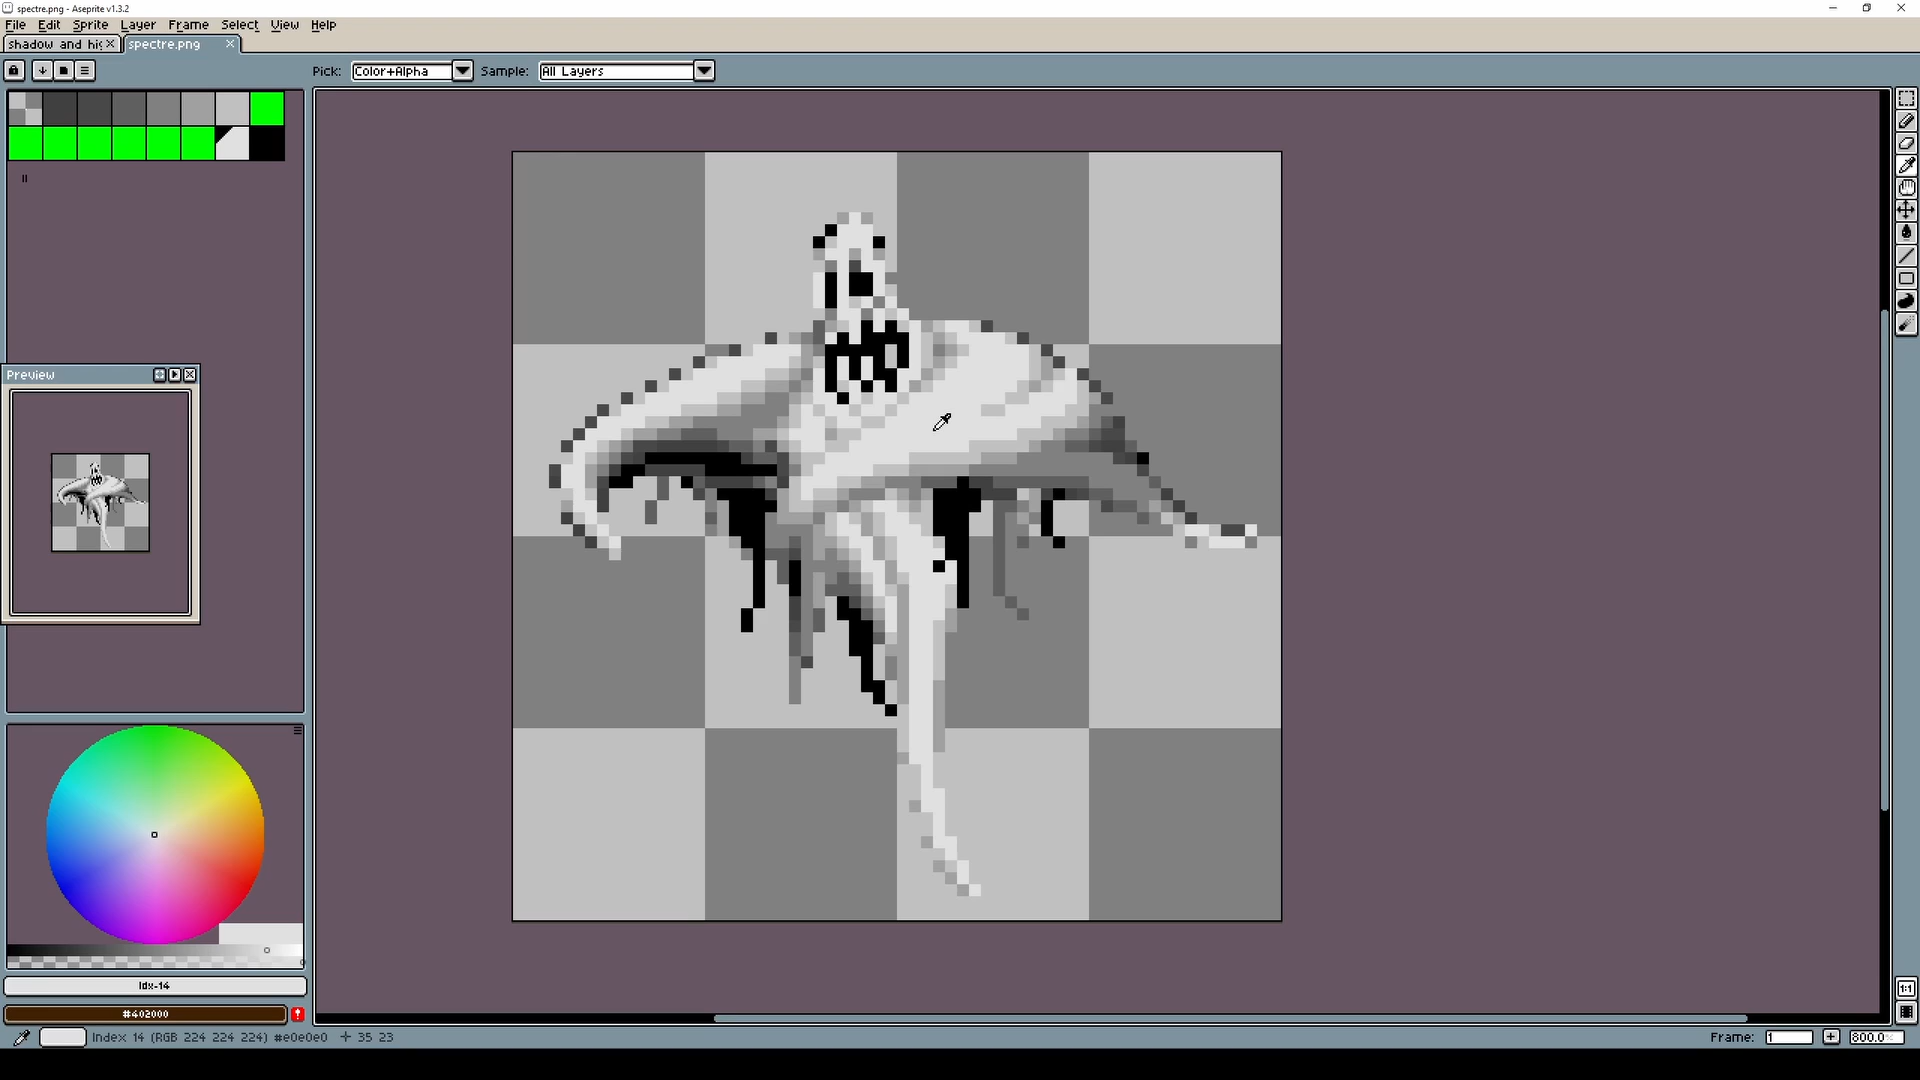 spectre.png - Aseprite v1.3.2
File Edit Sprite Layer Frame Select View Help
shadow and hi
spectre.png
Pick: Color+Alpha Sample: All Layers
Preview
Idx-14
#402000
Index 14 (RGB 224 224 224) #e0e0e0 35 23
1:1
Frame: 1 800.0